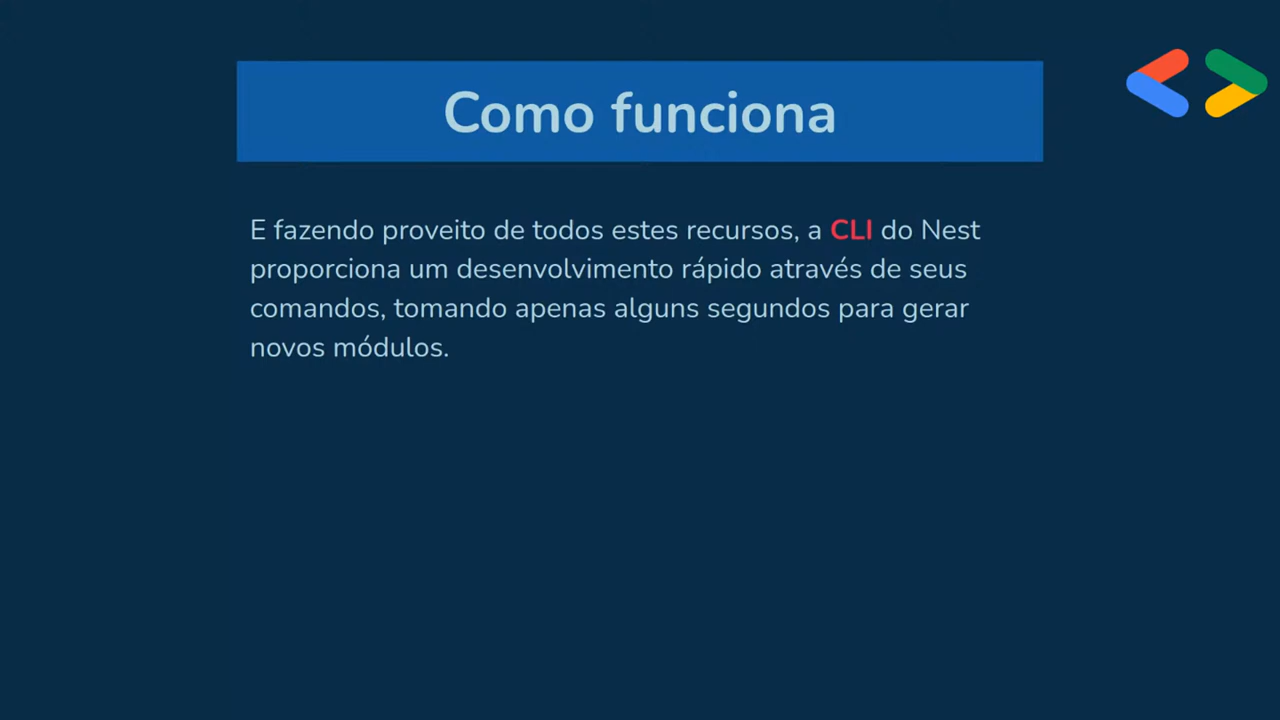 Como funciona
E fazendo proveito de todos estes recursos, a CLI do Nest
proporciona um desenvolvimento rápido através de seus
comandos, tomando apenas alguns segundos para gerar
novos módulos.